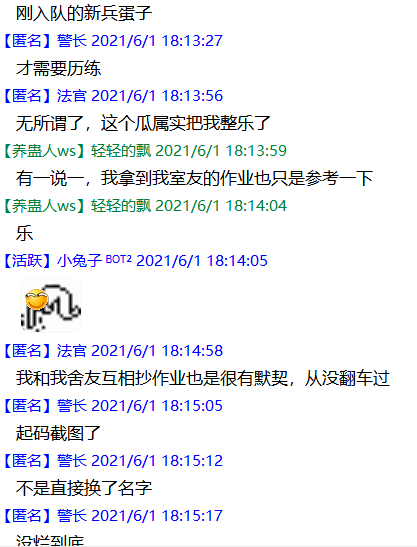 刚入队的新兵蛋子
【匿名】警长 2021/6/1 18:13:27
才需要历练
【匿名】法官 2021/6/1 18:13:56
无所谓了，这个瓜属实把我整乐了
【养蛊人ws】轻轻的飘 2021/6/1 18:13:59
有一说一，我拿到我室友的作业也只是参考一下
【养蛊人ws】轻轻的飘 2021/6/1 18:14:04
乐
【活跃】小兔子 BOT2 2021/6/1 18:14:05
【匿名】法官 2021/6/1 18:14:58
我和我舍友互相抄作业也是很有默契，从没翻车过
【匿名】警长 2021/6/1 18:15:05
起码截图了
【匿名】警长 2021/6/1 18:15:12
不是直接换了名字
【匿名】警长 2021/6/1 18:15:17
没烂到底